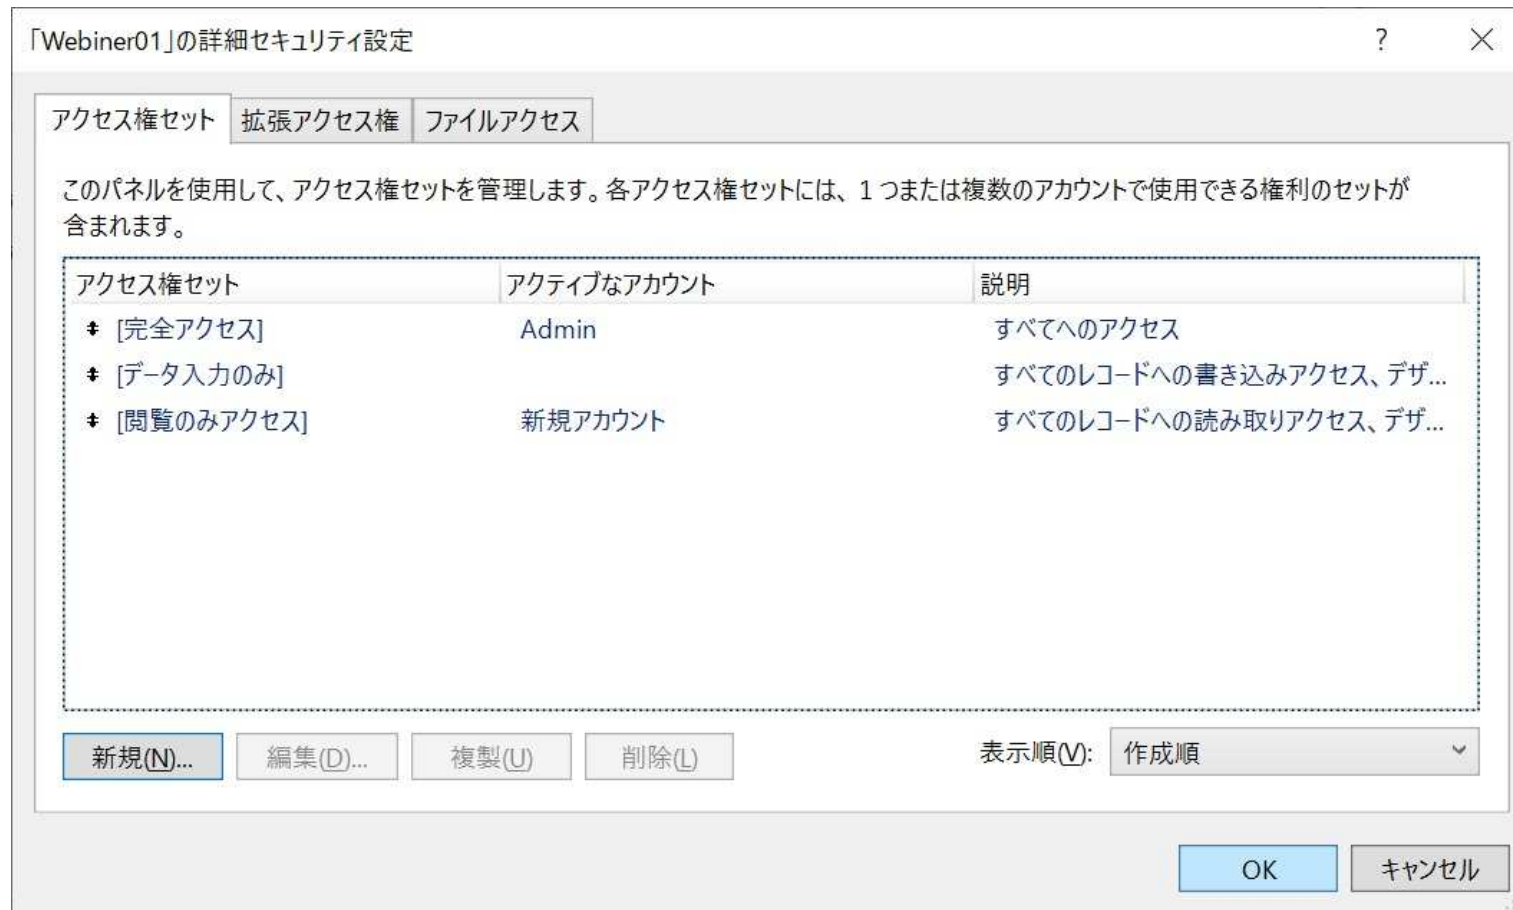 「Webiner01」の詳細セキュリティ設定 ?
アクセス権セット 拡張アクセス権 ファイルアクセス
このパネルを使用して、アクセス権セットを管理します。各アクセス権セットには、1 つまたは複数のアカウントで使用できる権利のセットが
含まれます。
アクセス権セット アクティブなアカウント 説明
[完全アクセス] Admin すべてへのアクセス
[データ入力のみ] すべてのレコードへの書き込みアクセス、デザ...
[閲覧のみアクセス] 新規アカウント すべてのレコードへの読み取りアクセス、デザ...
新規(N)... 編集(D)... 複製(U) 削除(L) 表示順(V): 作成順
OK キャンセル